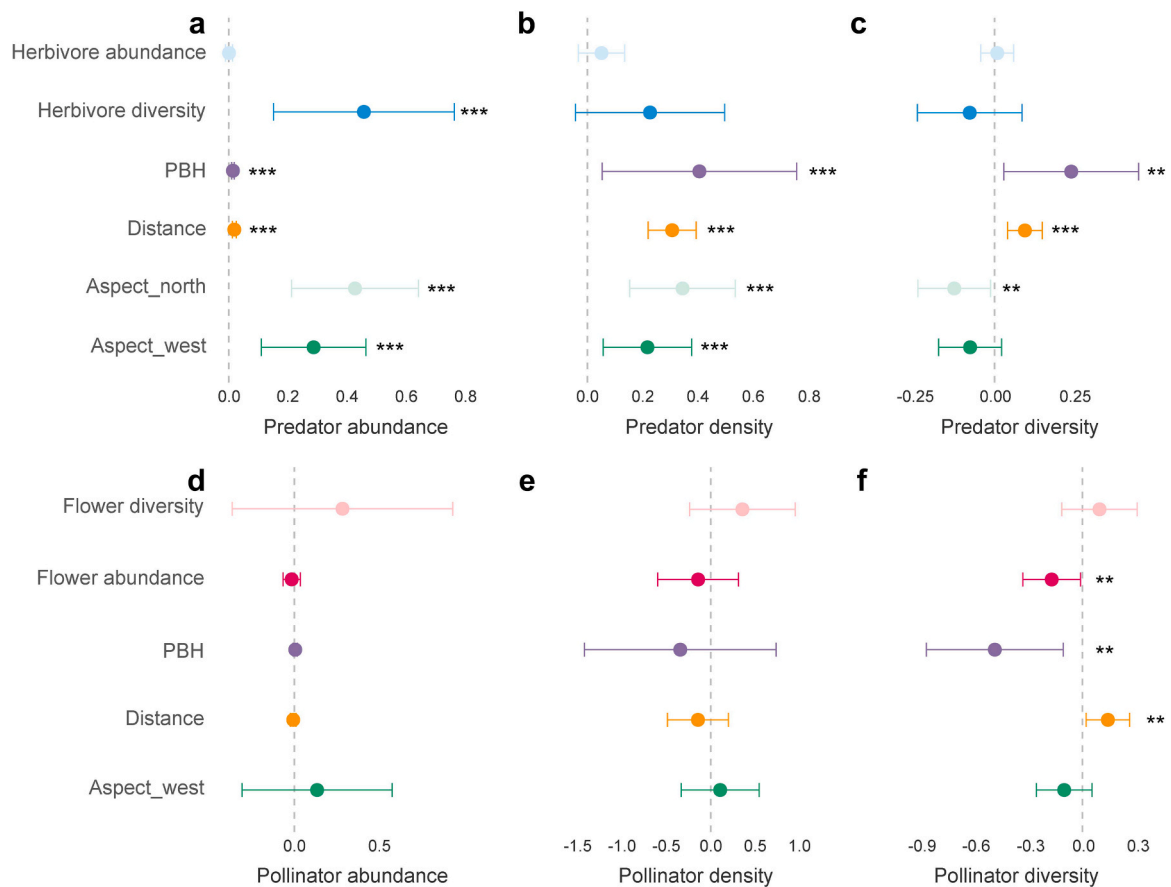 a b c
Herbivore abundance
Herbivore diversity ***
PBH *** *** **
Distance *** *** ***
Aspect_north *** *** **
Aspect_west *** ***
0.0 0.2 0.4 0.6 0.8 0.0 0.2 0.4 0.6 0.8 -0.25 0.00 0.25
Predator abundance Predator density Predator diversity
d e f
Flower diversity
Flower abundance **
PBH **
Distance **
Aspect_west
0.0 0.5 -1.5 -1.0 -0.5 0.0 0.5 1.0 -0.9 -0.6 -0.3 0.0 0.3
Pollinator abundance Pollinator density Pollinator diversity